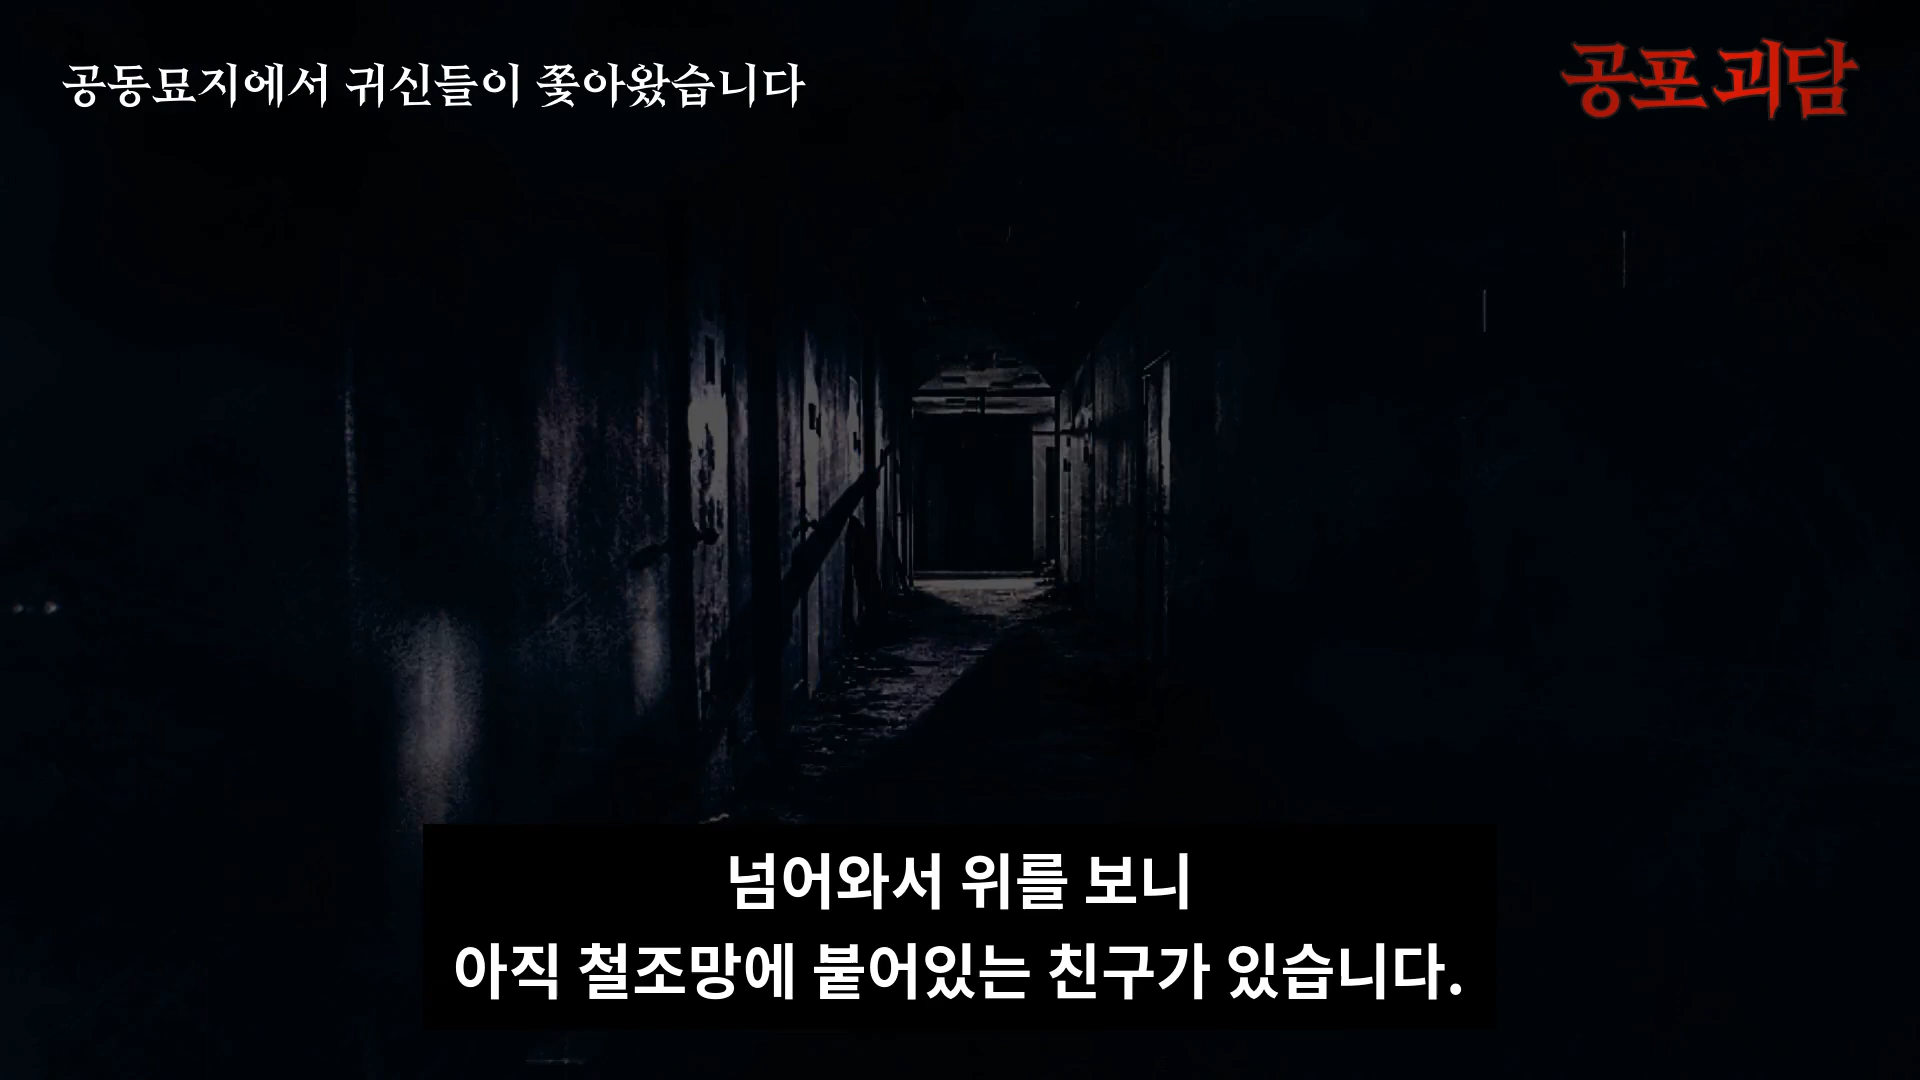 공동묘지에서 귀신들이 쫓아왔습니다
공포괴담
넘어와서 위를 보니
아직 철조망에 붙어있는 친구가 있습니다.